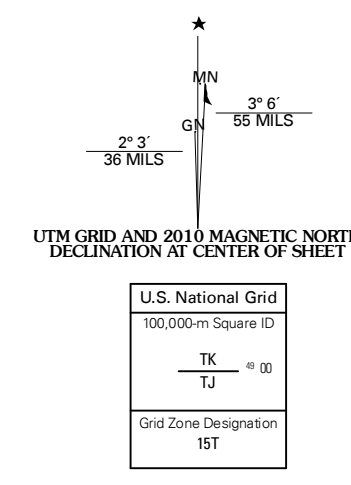 MN
3° 6´
55 MILS
GN
2° 3´
36 MILS
UTM GRID AND 2010 MAGNETIC NORTH
DECLINATION AT CENTER OF SHEET
U.S. National Grid
100,000-m Square ID
TK
49 00
TJ
Grid Zone Designation
15T